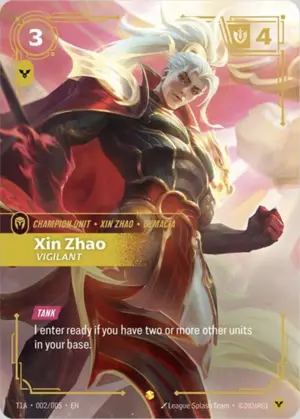 3
4
CHAMPION UNIT • XIN ZHAO • DEMACIA
Xin Zhao
VIGILANT
TANK
I enter ready if you have two or more other units
in your base.
T1A • 002/005 • EN
League Splash Team